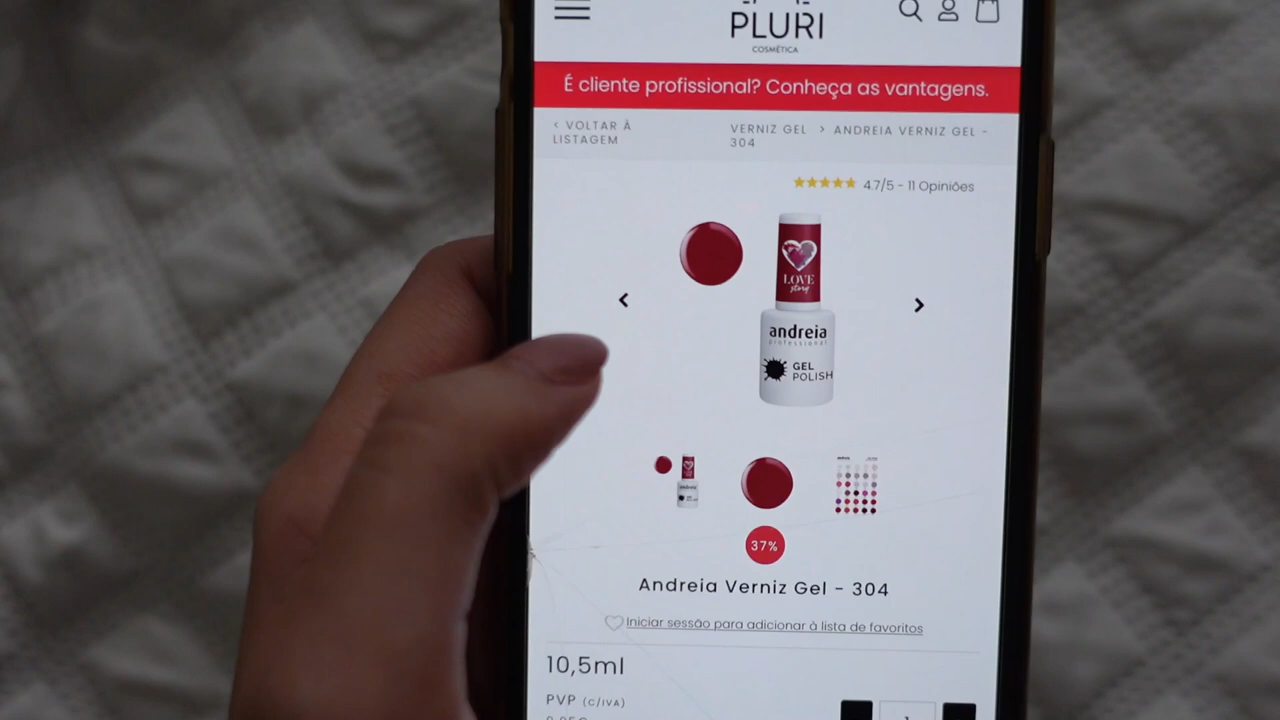 PLURI
COSMÉTICA
É cliente profissional? Conheça as vantagens.
< VOLTAR À
LISTAGEM
VERNIZ GEL > ANDREIA VERNIZ GEL -
304
4.7/5 - 11 Opiniões
LOVE
story
andreia
professional
GEL
POLISH
37%
Andreia Verniz Gel - 304
Iniciar sessão para adicionar à lista de favoritos
10,5ml
PVP (C/IVA)